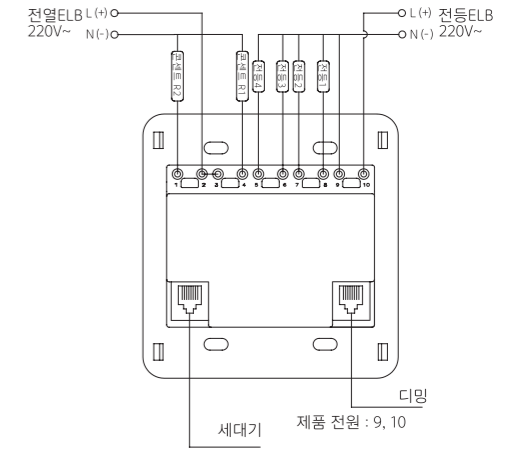 전열ELB L(+)
220V~ N(-)
L(+) 전등ELB
N(-) 220V~
콘센트 R2
콘센트 R1
전등4
전등3
전등2
전등1
1 2 3 4 5 6 7 8 9 10
디밍
제품 전원 : 9, 10
세대기